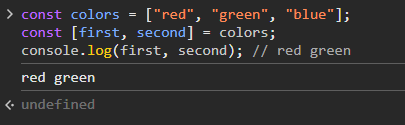 const colors = ["red", "green", "blue"];
const [first, second] = colors;
console.log(first, second); // red green
red green
undefined